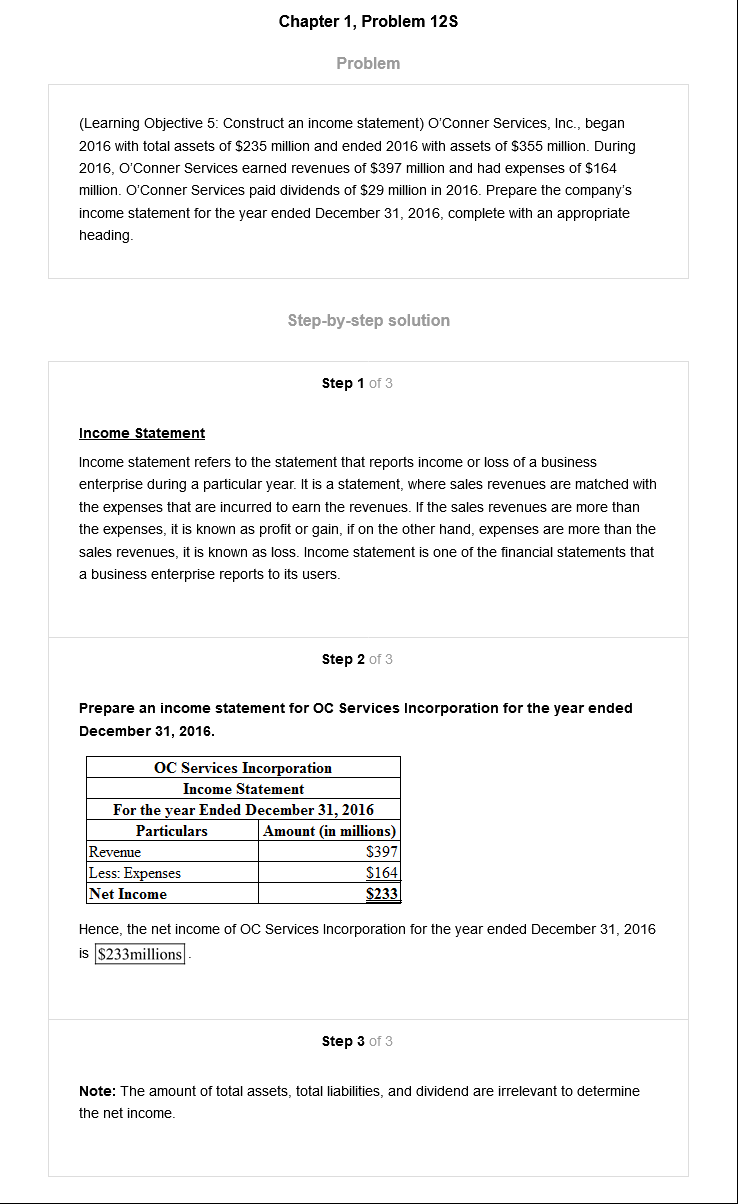 Chapter 1, Problem 12S
Problem
(Learning Objective 5: Construct an income statement) O'Conner Services, Inc., began
2016 with total assets of $235 million and ended 2016 with assets of $355 million. During
2016, O'Conner Services earned revenues of $397 million and had expenses of $164
million. O'Conner Services paid dividends of $29 million in 2016. Prepare the company's
income statement for the year ended December 31, 2016, complete with an appropriate
heading.
Step-by-step solution
Step 1 of 3
Income Statement
Income statement refers to the statement that reports income or loss of a business
enterprise during a particular year. It is a statement, where sales revenues are matched with
the expenses that are incurred to earn the revenues. If the sales revenues are more than
the expenses, it is known as profit or gain, if on the other hand, expenses are more than the
sales revenues, it is known as loss. Income statement is one of the financial statements that
a business enterprise reports to its users.
Step 2 of 3
Prepare an income statement for OC Services Incorporation for the year ended
December 31, 2016.
OC Services Incorporation
Income Statement
For the year Ended December 31, 2016
Particulars Amount (in millions)
Revenue $397
Less: Expenses $164
Net Income $233
Hence, the net income of OC Services Incorporation for the year ended December 31, 2016
is $233millions .
Step 3 of 3
Note: The amount of total assets, total liabilities, and dividend are irrelevant to determine
the net income.